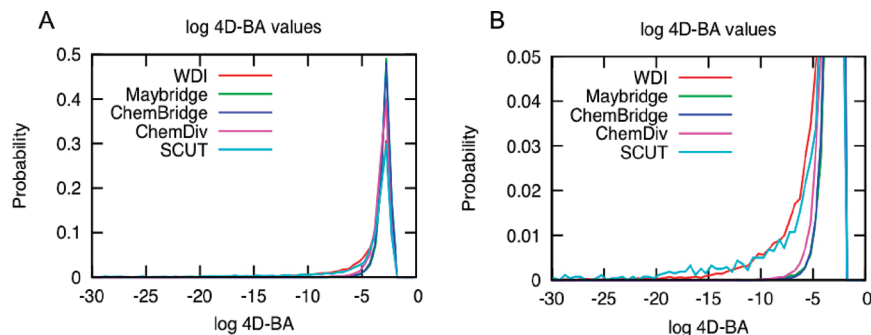 A
log 4D-BA values
Probability
0.5
0.4
0.3
0.2
0.1
0
WDI
Maybridge
ChemBridge
ChemDiv
SCUT
-30 -25 -20 -15 -10 -5 0
log 4D-BA
B
log 4D-BA values
Probability
0.05
0.04
0.03
0.02
0.01
0
WDI
Maybridge
ChemBridge
ChemDiv
SCUT
-30 -25 -20 -15 -10 -5 0
log 4D-BA